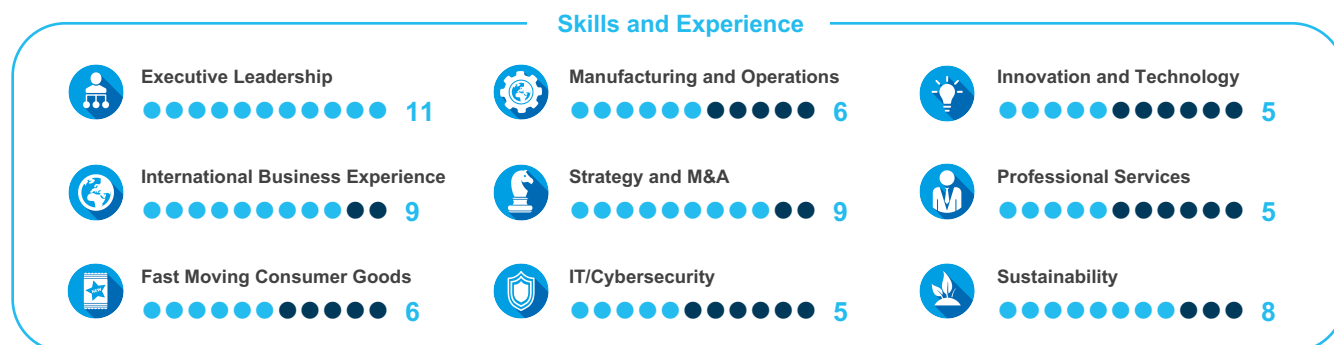 Skills and Experience
Executive Leadership
11
Manufacturing and Operations
6
Innovation and Technology
5
International Business Experience
9
Strategy and M&A
9
Professional Services
5
Fast Moving Consumer Goods
6
IT/Cybersecurity
5
Sustainability
8